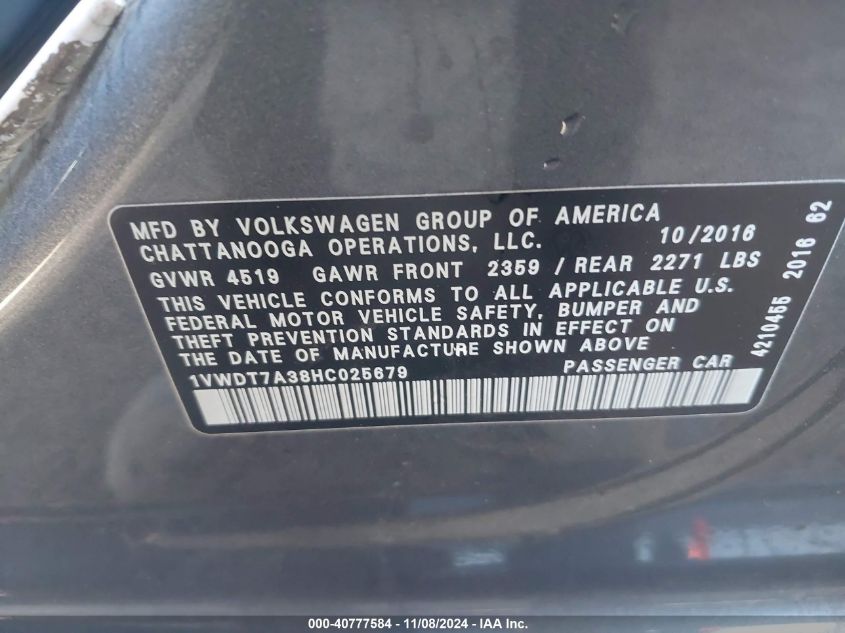 MFD BY VOLKSWAGEN GROUP OF AMERICA
CHATTANOOGA OPERATIONS, LLC. 10/2016
GVWR 4519 GAWR FRONT 2359 / REAR 2271 LBS
THIS VEHICLE CONFORMS TO ALL APPLICABLE U.S.
FEDERAL MOTOR VEHICLE SAFETY, BUMPER AND
THEFT PREVENTION STANDARDS IN EFFECT ON
THE DATE OF MANUFACTURE SHOWN ABOVE
1VWDT7A38HC025679 PASSENGER CAR
4210455 2016 62
000-40777584 - 11/08/2024 - IAA Inc.